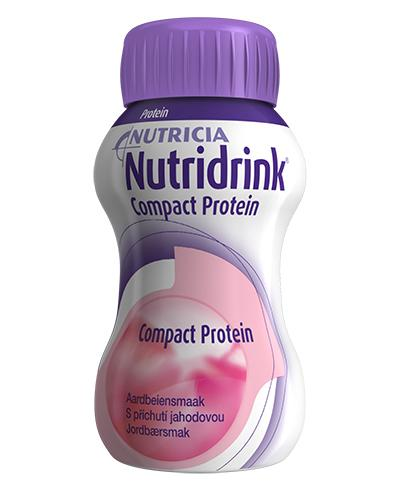 Protein
NUTRICIA
Nutridrink®
Compact Protein
Compact Protein
Aardbeiensmaak
S příchutí jahodovou
Jordbærsmak